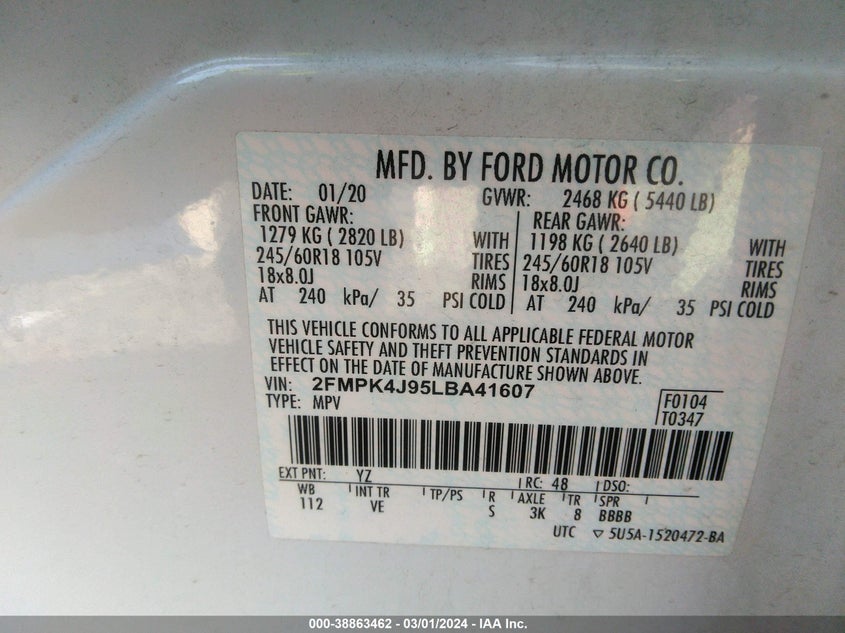 MFD. BY FORD MOTOR CO.
DATE: 01/20 GVWR: 2468 KG ( 5440 LB)
FRONT GAWR: REAR GAWR:
1279 KG ( 2820 LB) WITH 1198 KG ( 2640 LB) WITH
245/60R18 105V TIRES 245/60R18 105V TIRES
18x8.0J RIMS 18x8.0J RIMS
AT 240 kPa/ 35 PSI COLD AT 240 kPa/ 35 PSI COLD
THIS VEHICLE CONFORMS TO ALL APPLICABLE FEDERAL MOTOR
VEHICLE SAFETY AND THEFT PREVENTION STANDARDS IN
EFFECT ON THE DATE OF MANUFACTURE SHOWN ABOVE.
VIN: 2FMPK4J95LBA41607
TYPE: MPV
F0104
T0347
EXT PNT: YZ RC: 48 DSO:
WB INT TR TP/PS R AXLE TR SPR
112 VE S 3K 8 BBBB
UTC ▽ 5U5A-1520472-BA
000-38863462 - 03/01/2024 - IAA Inc.